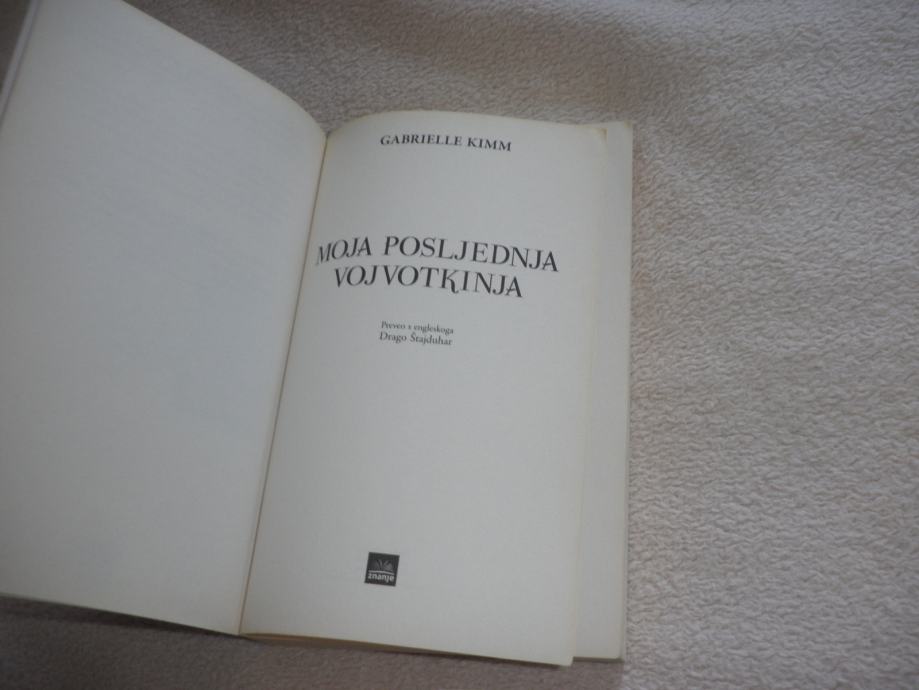 GABRIELLE KIMM
MOJA POSLJEDNJA
VOJVOTKINJA
Preveo s engleskoga
Drago Štajduhar
znanje